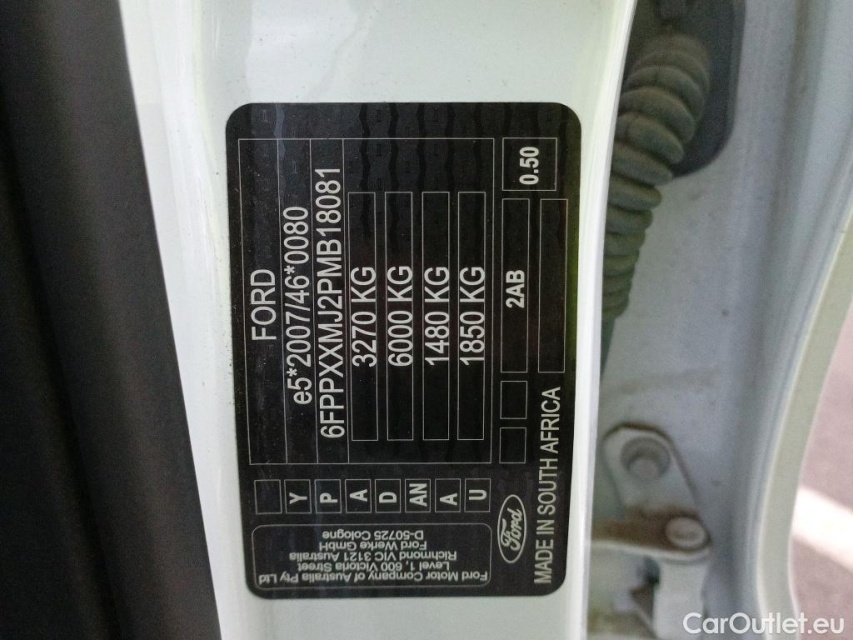 FORD
e5*2007/46*0080
6FPPXXMJ2PMB18081
3270 KG
6000 KG
1480 KG
1850 KG
2AB
0.50
Y P A D AN A U
Ford Motor Company of Australia Pty Ltd
Level 1, 600 Victoria Street
Richmond VIC 3121 Australia
Ford Werke GmbH
D-50725 Cologne
Ford
MADE IN SOUTH AFRICA
CarOutlet.eu